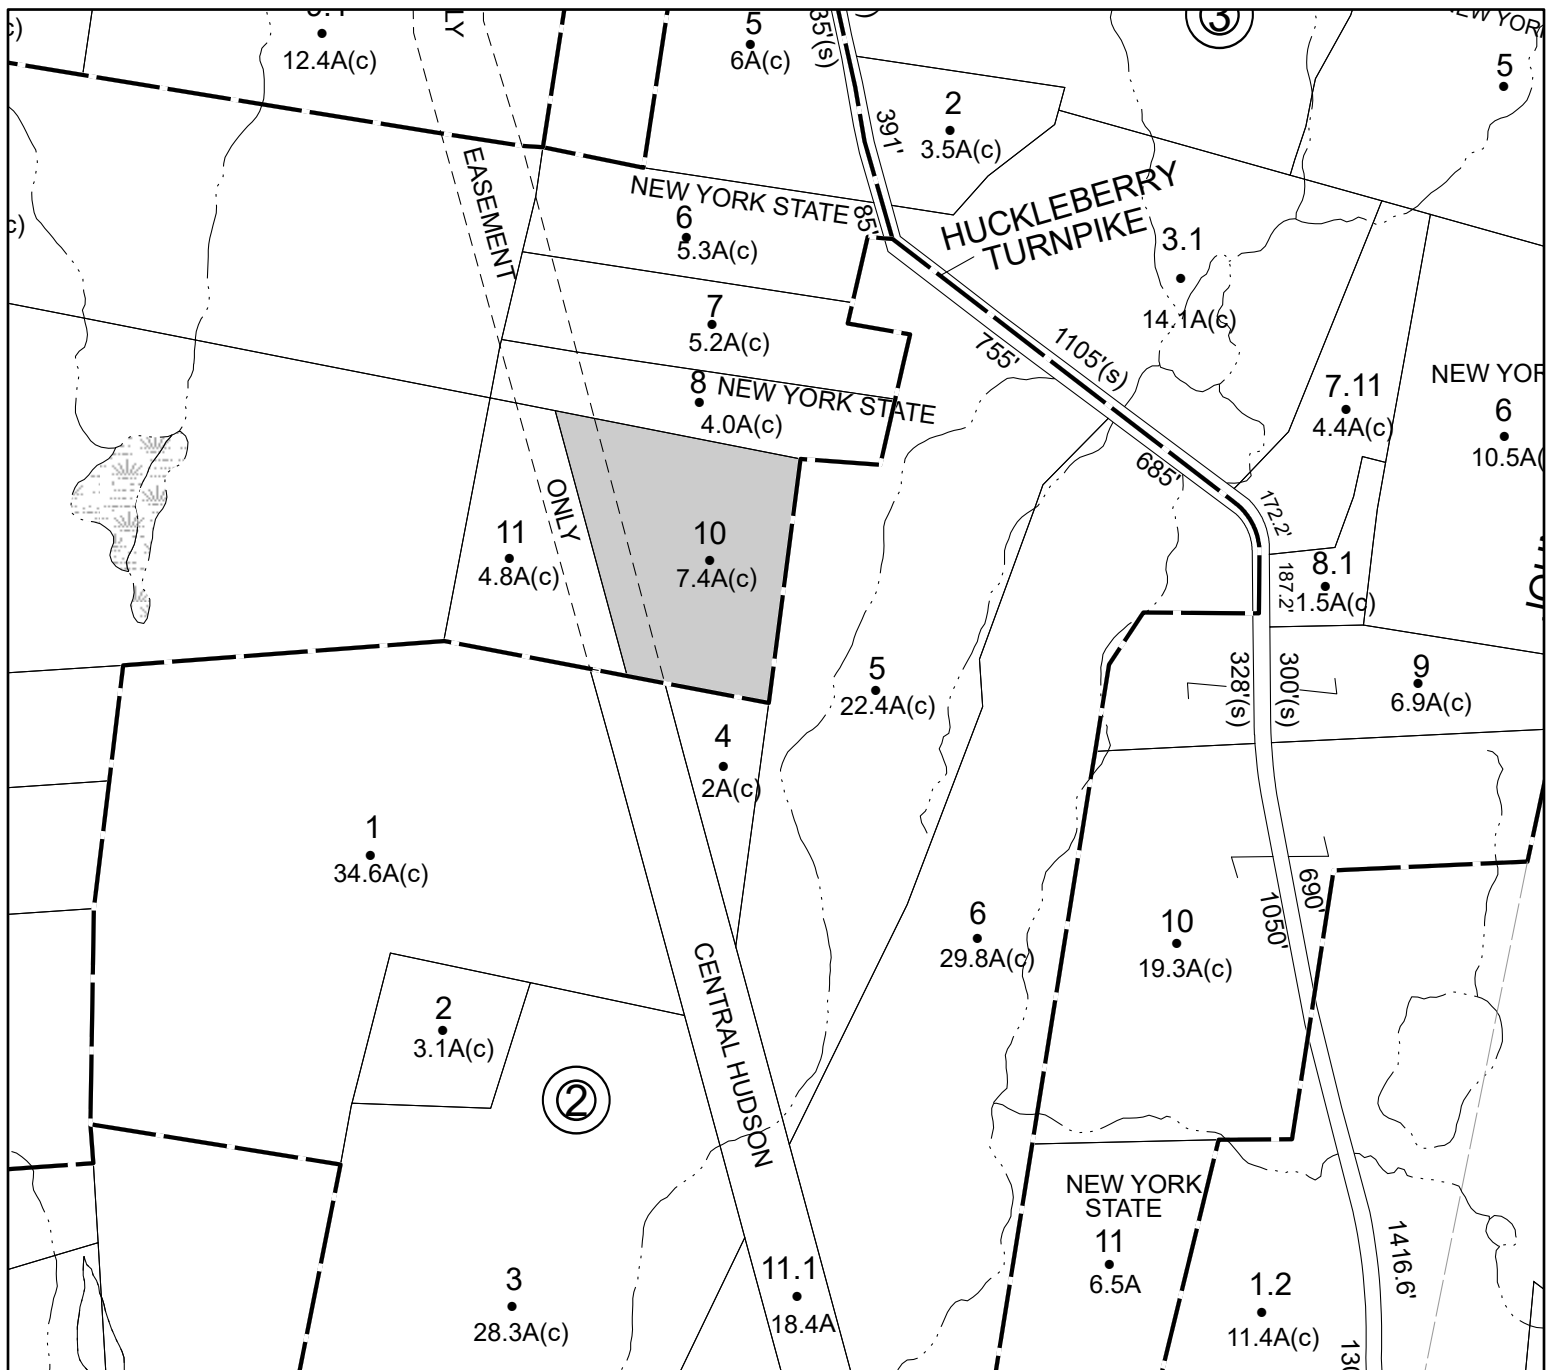 12.4A(c)
5
6A(c)
35'(s)
3
5
2
3.5A(c)
391'
EASEMENT
NEW YORK STATE
6
5.3A(c)
85'
HUCKLEBERRY
TURNPIKE
3.1
14.1A(c)
7
5.2A(c)
755'
1105'(s)
8
NEW YORK STATE
4.0A(c)
7.11
4.4A(c)
6
10.5A(
685'
172.2'
ONLY
11
4.8A(c)
10
7.4A(c)
8.1
1.5A(c)
187.2'
5
22.4A(c)
328'(s)
300'(s)
9
6.9A(c)
4
2A(c)
1
34.6A(c)
690'
1050'
6
29.8A(c)
10
19.3A(c)
CENTRAL HUDSON
2
3.1A(c)
2
NEW YORK
STATE
11
6.5A
1416.6'
3
28.3A(c)
11.1
18.4A
1.2
11.4A(c)